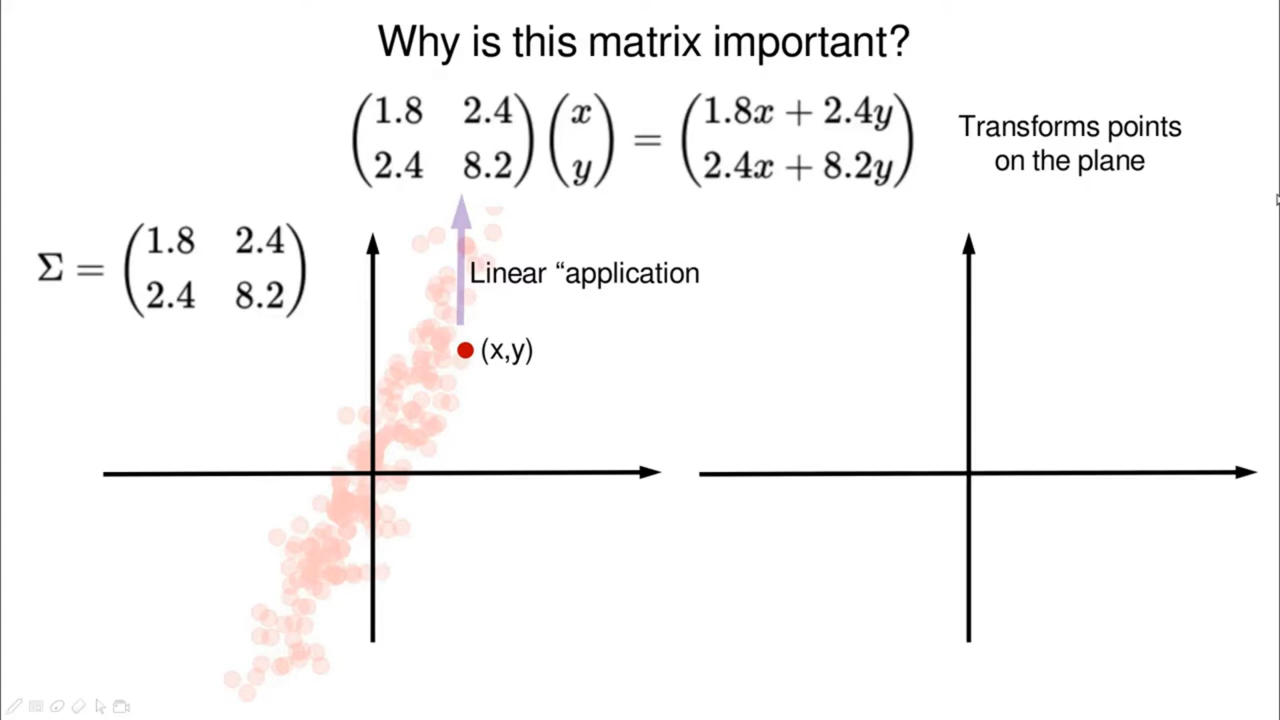 Why is this matrix important?
(1.8 2.4) (x) = (1.8x + 2.4y)
(2.4 8.2) (y) (2.4x + 8.2y)
Transforms points
on the plane
Σ = (1.8 2.4)
(2.4 8.2)
Linear “application
(x,y)